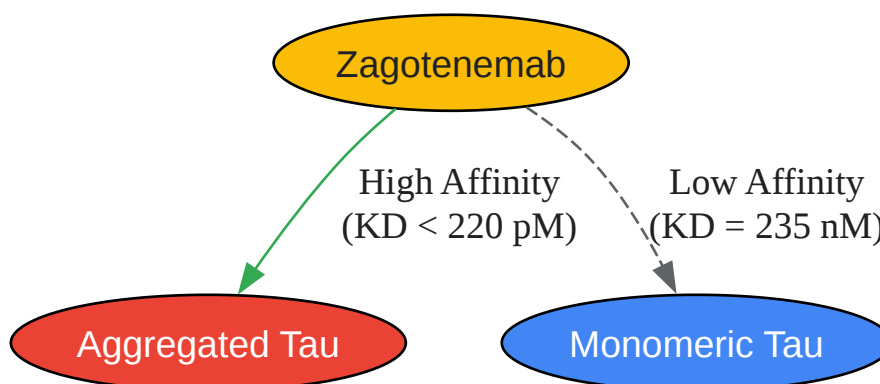 Zagotenemab
High Affinity
(KD < 220 pM)
Low Affinity
(KD = 235 nM)
Aggregated Tau
Monomeric Tau